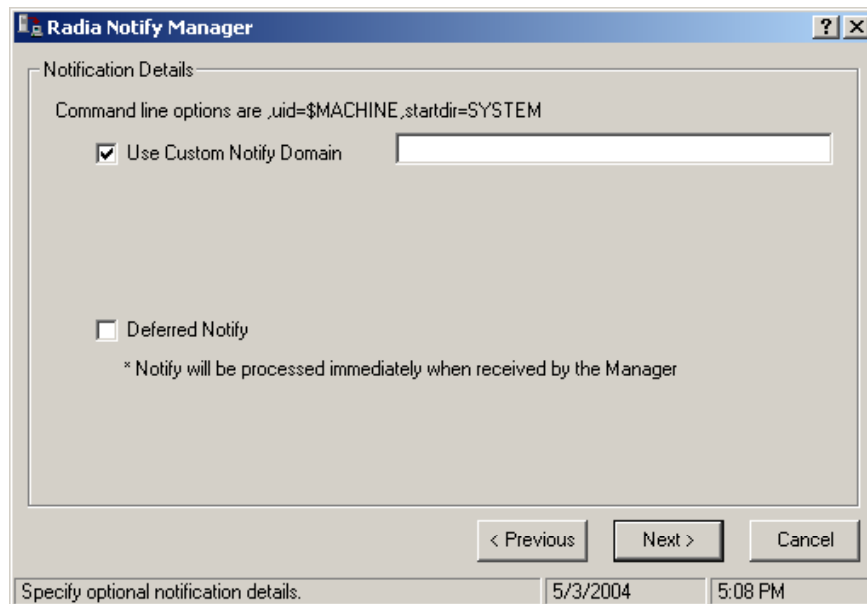 Radia Notify Manager
Notification Details
Command line options are ,uid=$MACHINE,startdir=SYSTEM
Use Custom Notify Domain
Deferred Notify
* Notify will be processed immediately when received by the Manager
< Previous
Next >
Cancel
Specify optional notification details.
5/3/2004
5:08 PM